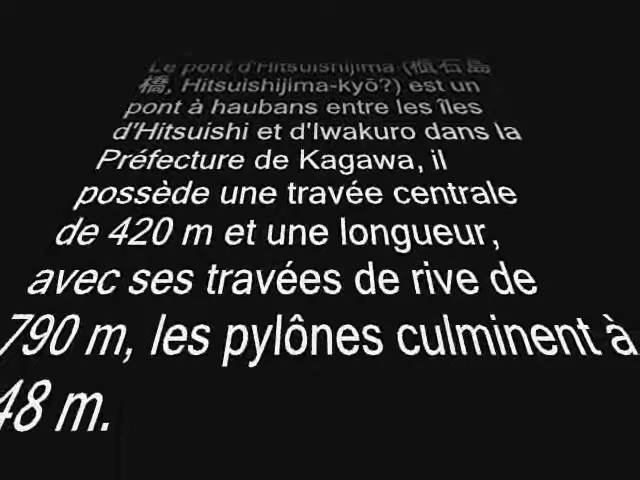 Le pont d'Hitsuishijima (櫃石島
橋, Hitsuishijima-kyō?) est un
pont à haubans entre les îles
d'Hitsuishi et d'Iwakuro dans la
Préfecture de Kagawa, il
possède une travée centrale
de 420 m et une longueur,
avec ses travées de rive de
790 m, les pylônes culminent à
48 m.